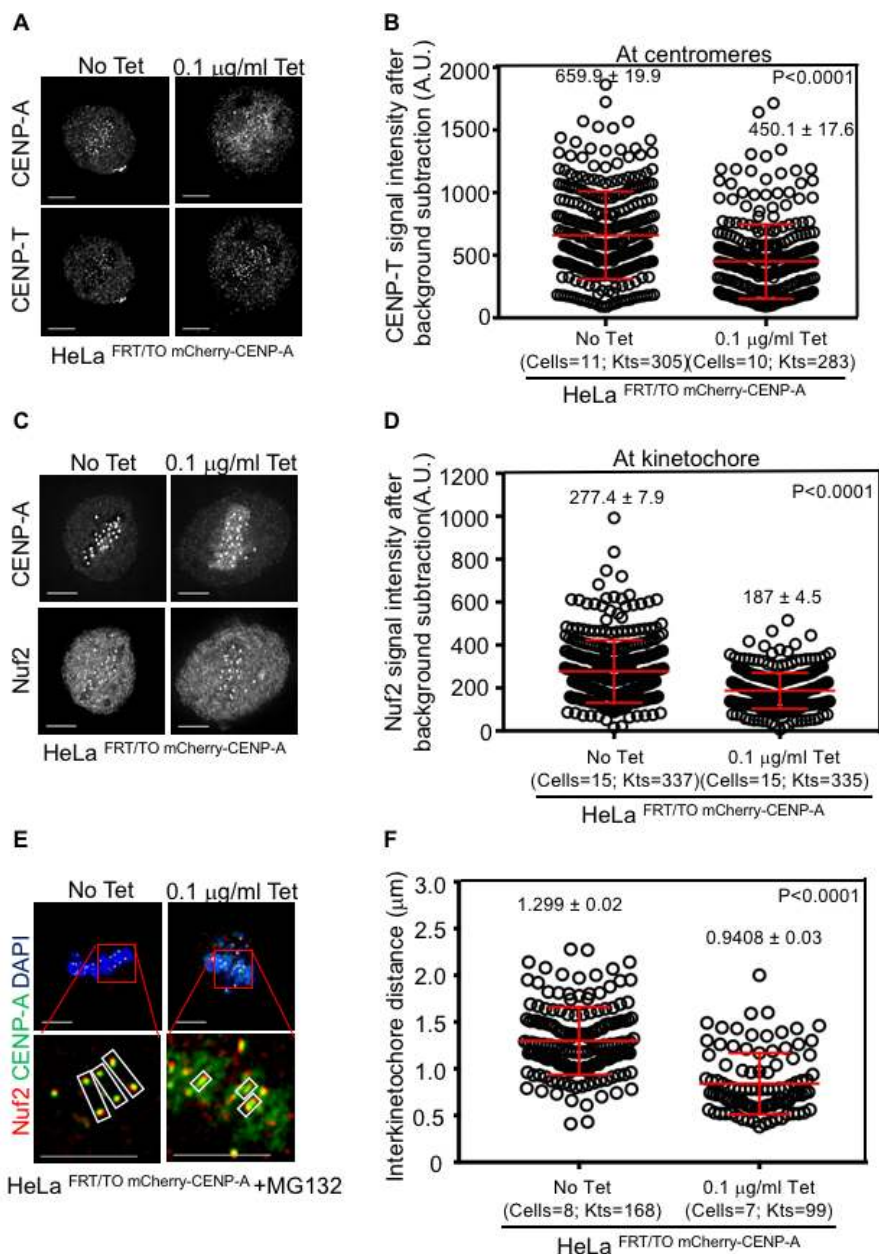 A
No Tet 0.1 μg/ml Tet
CENP-A
CENP-T
HeLa FRT/TO mCherry-CENP-A
B
At centromeres
CENP-T signal intensity after
background subtraction (A.U.)
2000
1500
1000
500
0
659.9 ± 19.9
P<0.0001
450.1 ± 17.6
No Tet 0.1 μg/ml Tet
(Cells=11; Kts=305)(Cells=10; Kts=283)
HeLa FRT/TO mCherry-CENP-A
C
No Tet 0.1 μg/ml Tet
CENP-A
Nuf2
HeLa FRT/TO mCherry-CENP-A
D
At kinetochore
Nuf2 signal intensity after
background subtraction(A.U.)
1200
1000
800
600
400
200
0
277.4 ± 7.9
P<0.0001
187 ± 4.5
No Tet 0.1 μg/ml Tet
(Cells=15; Kts=337)(Cells=15; Kts=335)
HeLa FRT/TO mCherry-CENP-A
E
No Tet 0.1 μg/ml Tet
Nuf2 CENP-A DAPI
HeLa FRT/TO mCherry-CENP-A +MG132
F
Interkinetochore distance (μm)
3.0
2.5
2.0
1.5
1.0
0.5
0
1.299 ± 0.02
P<0.0001
0.9408 ± 0.03
No Tet 0.1 μg/ml Tet
(Cells=8; Kts=168) (Cells=7; Kts=99)
HeLa FRT/TO mCherry-CENP-A